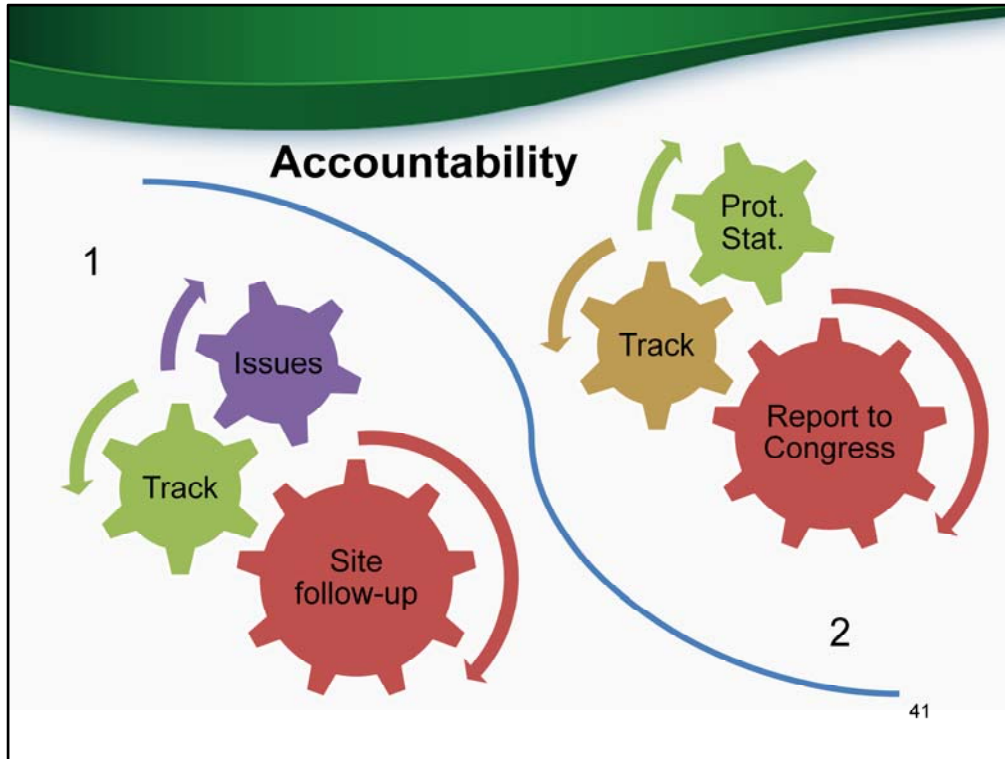 Accountability
1
Issues
Track
Site
follow-up
Prot.
Stat.
Track
Report to
Congress
2
41